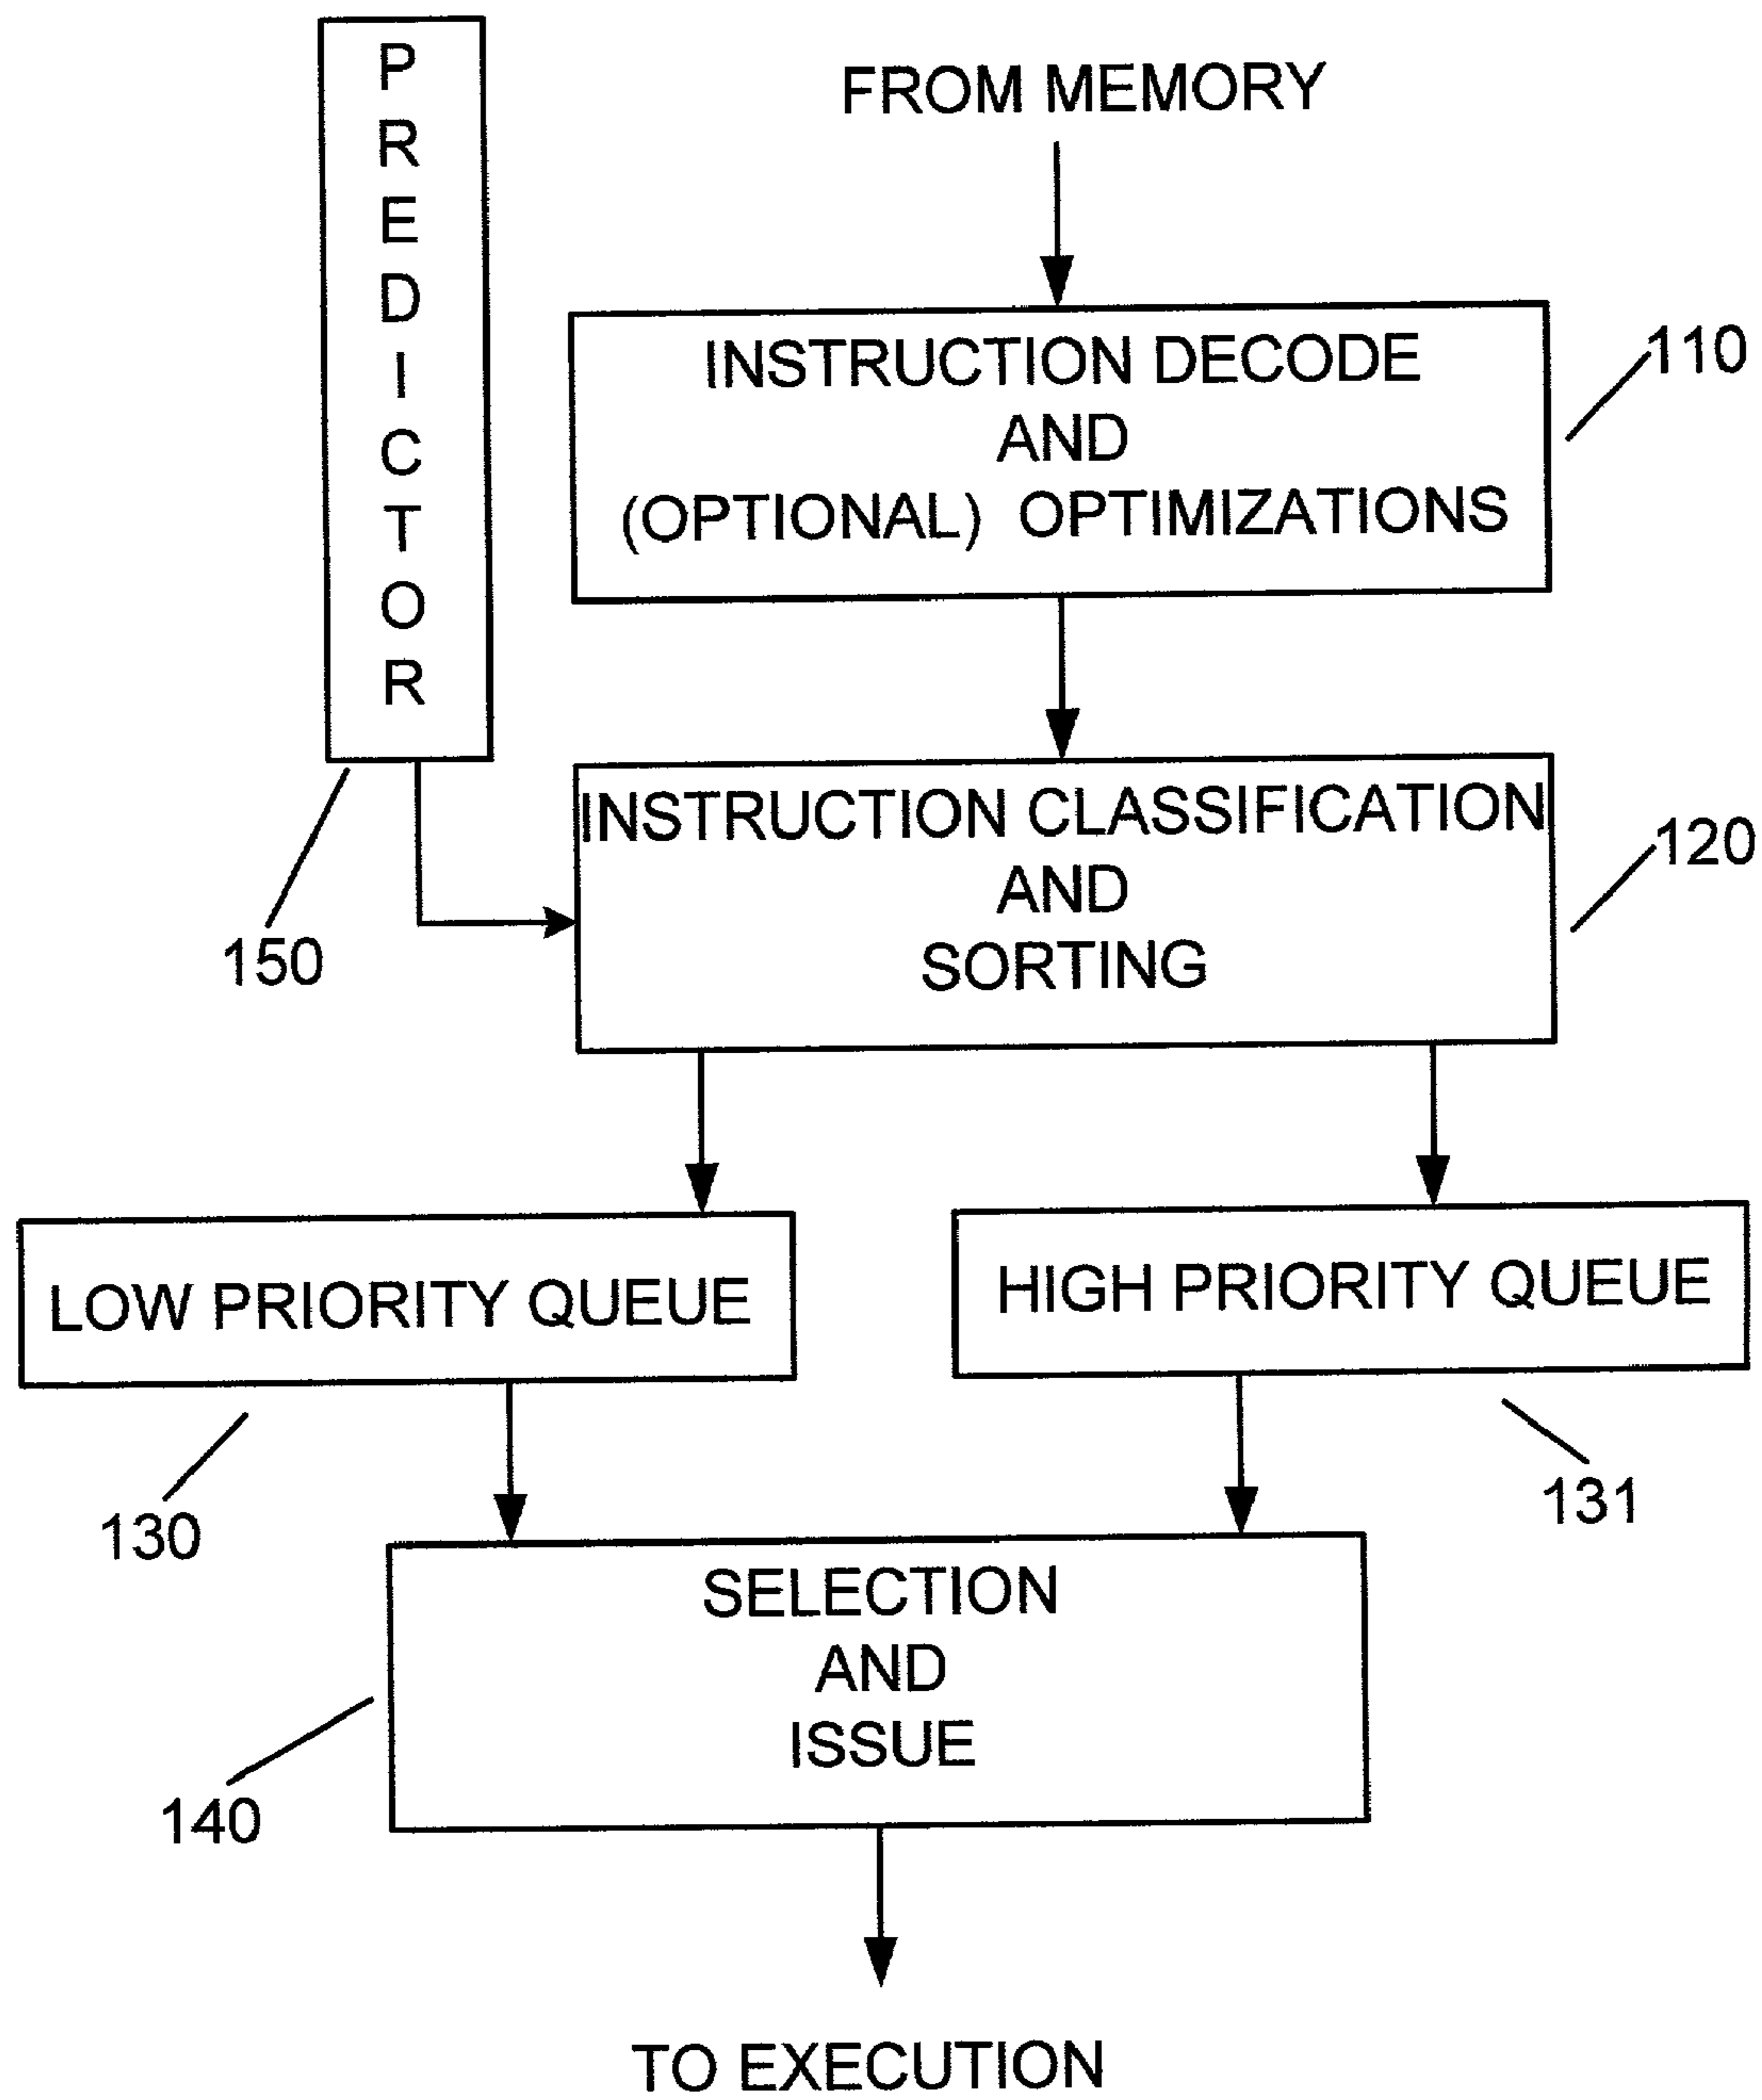 PREDICTOR
FROM MEMORY
INSTRUCTION DECODE
AND
(OPTIONAL) OPTIMIZATIONS
110
INSTRUCTION CLASSIFICATION
AND
SORTING
120
150
LOW PRIORITY QUEUE
HIGH PRIORITY QUEUE
130
131
SELECTION
AND
ISSUE
140
TO EXECUTION